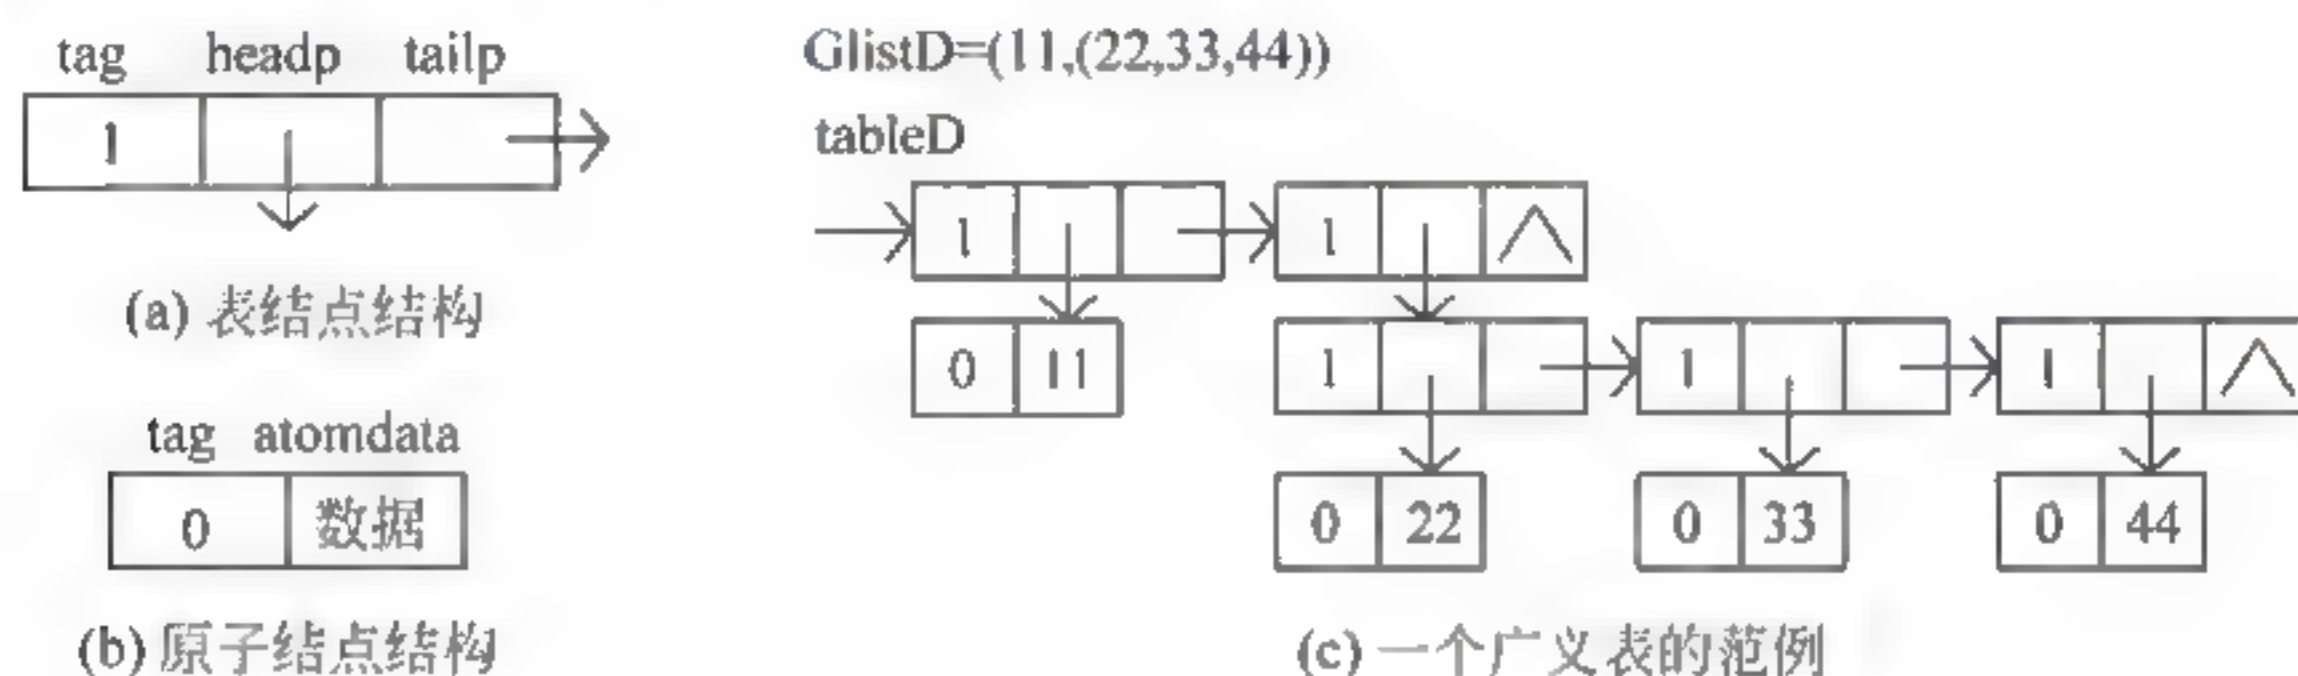 tag headp tailp
1
(a) 表结点结构
tag atomdata
0 数据
(b) 原子结点结构
GlistD=(11,(22,33,44))
tableD
1 1 ∧
0 11 1 1 1 ∧
0 22 0 33 0 44
(c) 一个广义表的范例